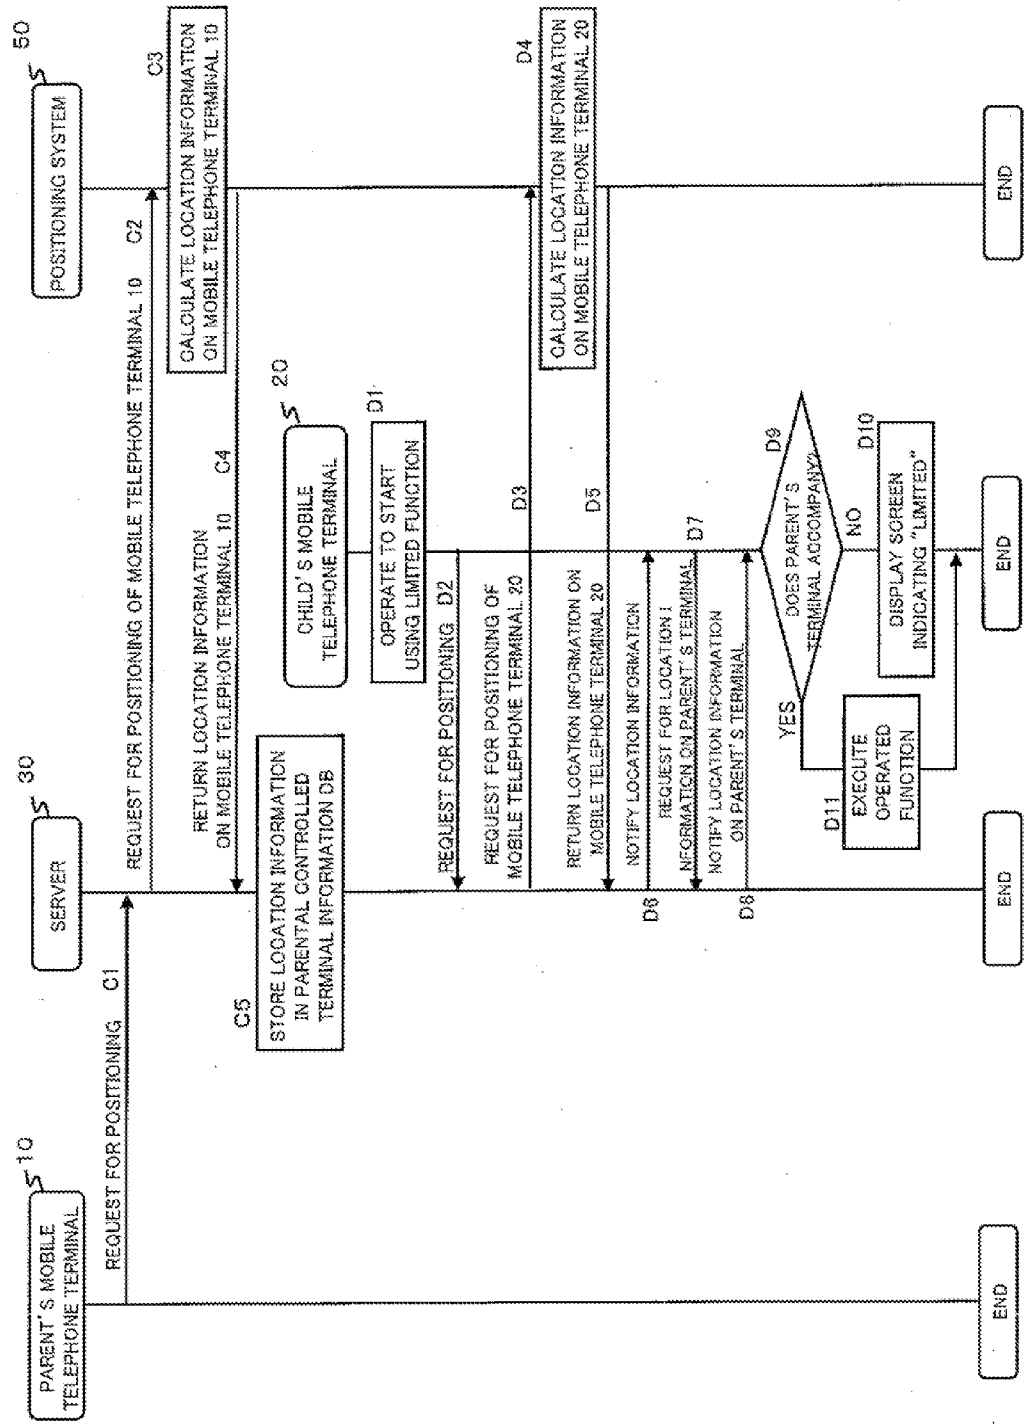 PARENT'S MOBILE
TELEPHONE TERMINAL
10
SERVER
30
POSITIONING SYSTEM
50
REQUEST FOR POSITIONING C1
REQUEST FOR POSITIONING OF MOBILE TELEPHONE TERMINAL 10 C2
C3
CALCULATE LOCATION INFORMATION
ON MOBILE TELEPHONE TERMINAL 10
RETURN LOCATION INFORMATION
ON MOBILE TELEPHONE TERMINAL 10 C4
C5
STORE LOCATION INFORMATION
IN PARENTAL CONTROLLED
TERMINAL INFORMATION DB
CHILD'S MOBILE
TELEPHONE TERMINAL
20
D1
OPERATE TO START
USING LIMITED FUNCTION
REQUEST FOR POSITIONING D2
REQUEST FOR POSITIONING OF
MOBILE TELEPHONE TERMINAL 20
D3
D4
CALCULATE LOCATION INFORMATION
ON MOBILE TELEPHONE TERMINAL 20
RETURN LOCATION INFORMATION ON
MOBILE TELEPHONE TERMINAL 20
D5
NOTIFY LOCATION INFORMATION
D6
REQUEST FOR LOCATION I
NFORMATION ON PARENT'S TERMINAL
D7
NOTIFY LOCATION INFORMATION
ON PARENT'S TERMINAL
D8
D9
DOES PARENT'S
TERMINAL ACCOMPANY?
YES
NO
D10
DISPLAY SCREEN
INDICATING "LIMITED"
D11
EXECUTE
OPERATED
FUNCTION
END
END
END
END